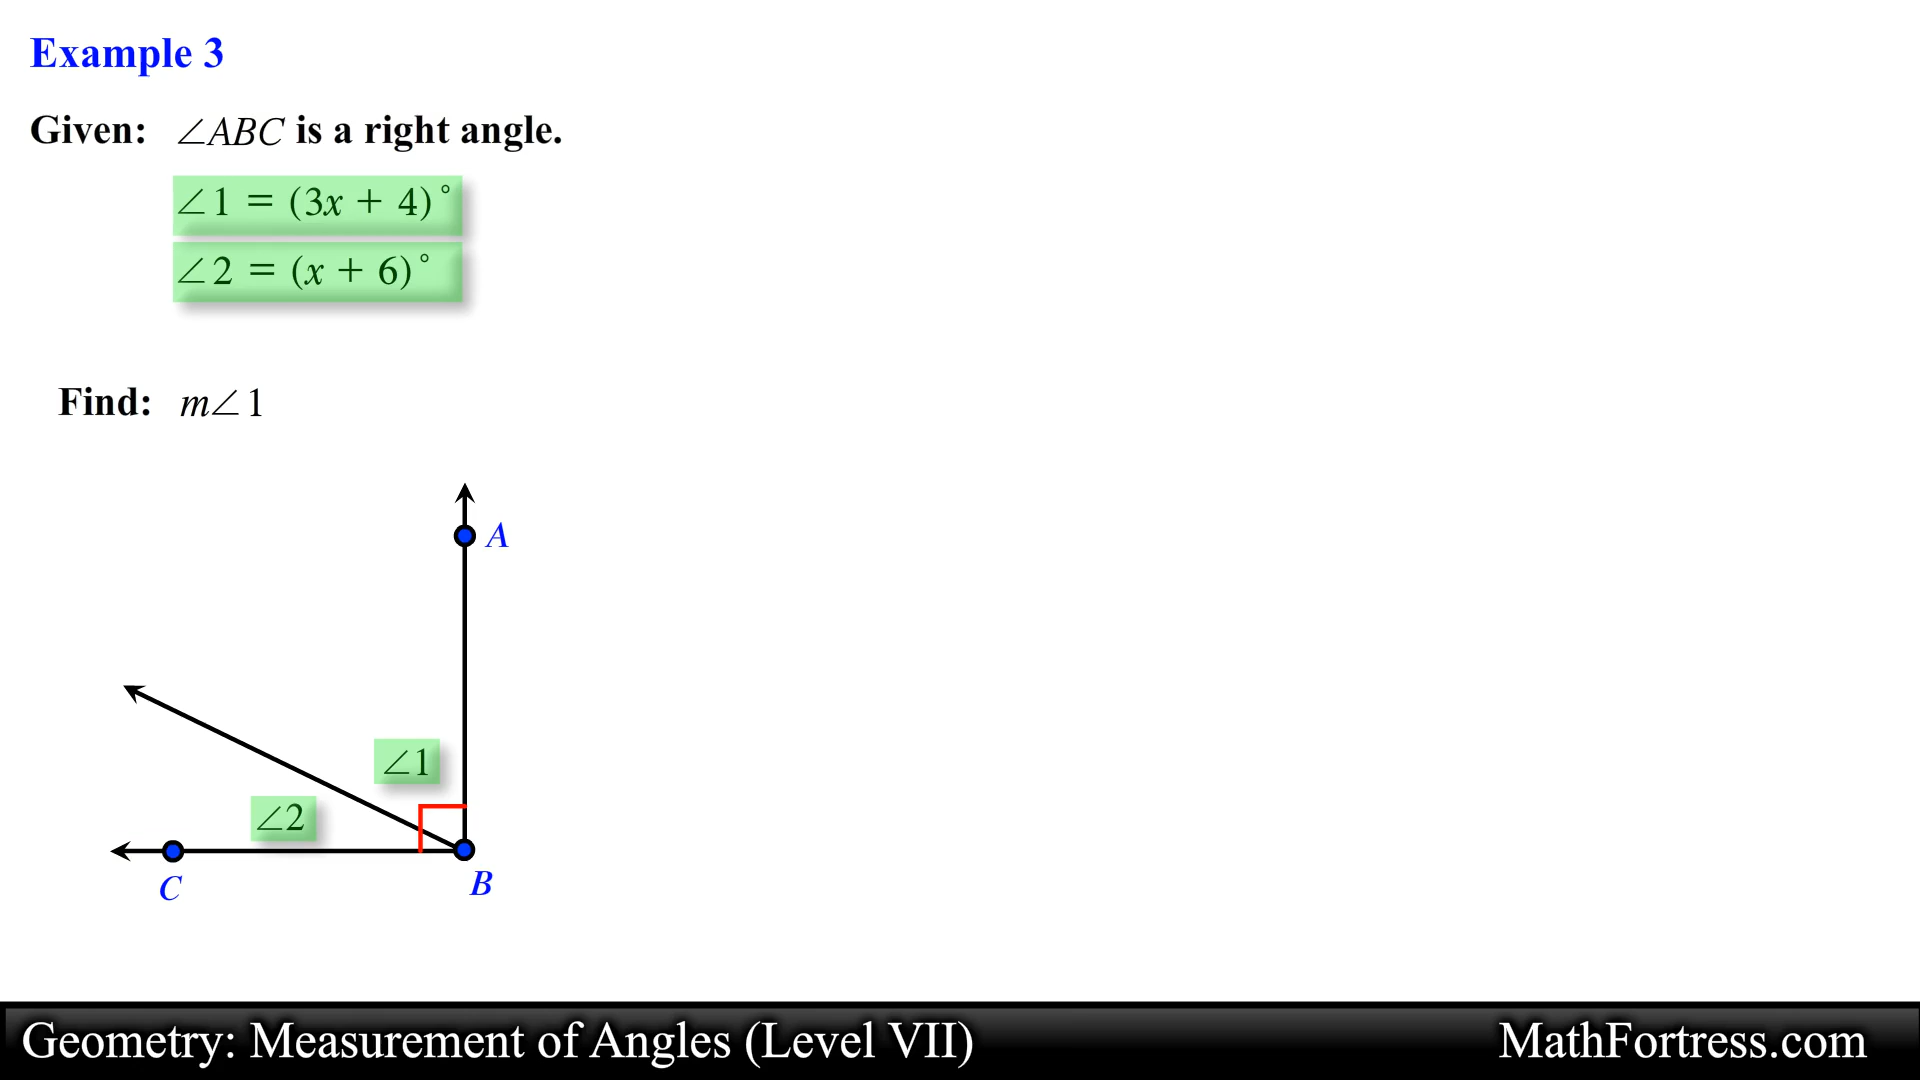 Example 3
Given: ∠ABC is a right angle.
∠1 = (3x + 4)°
∠2 = (x + 6)°
Find: m∠1
A
∠1
∠2
C
B
Geometry: Measurement of Angles (Level VII)
MathFortress.com